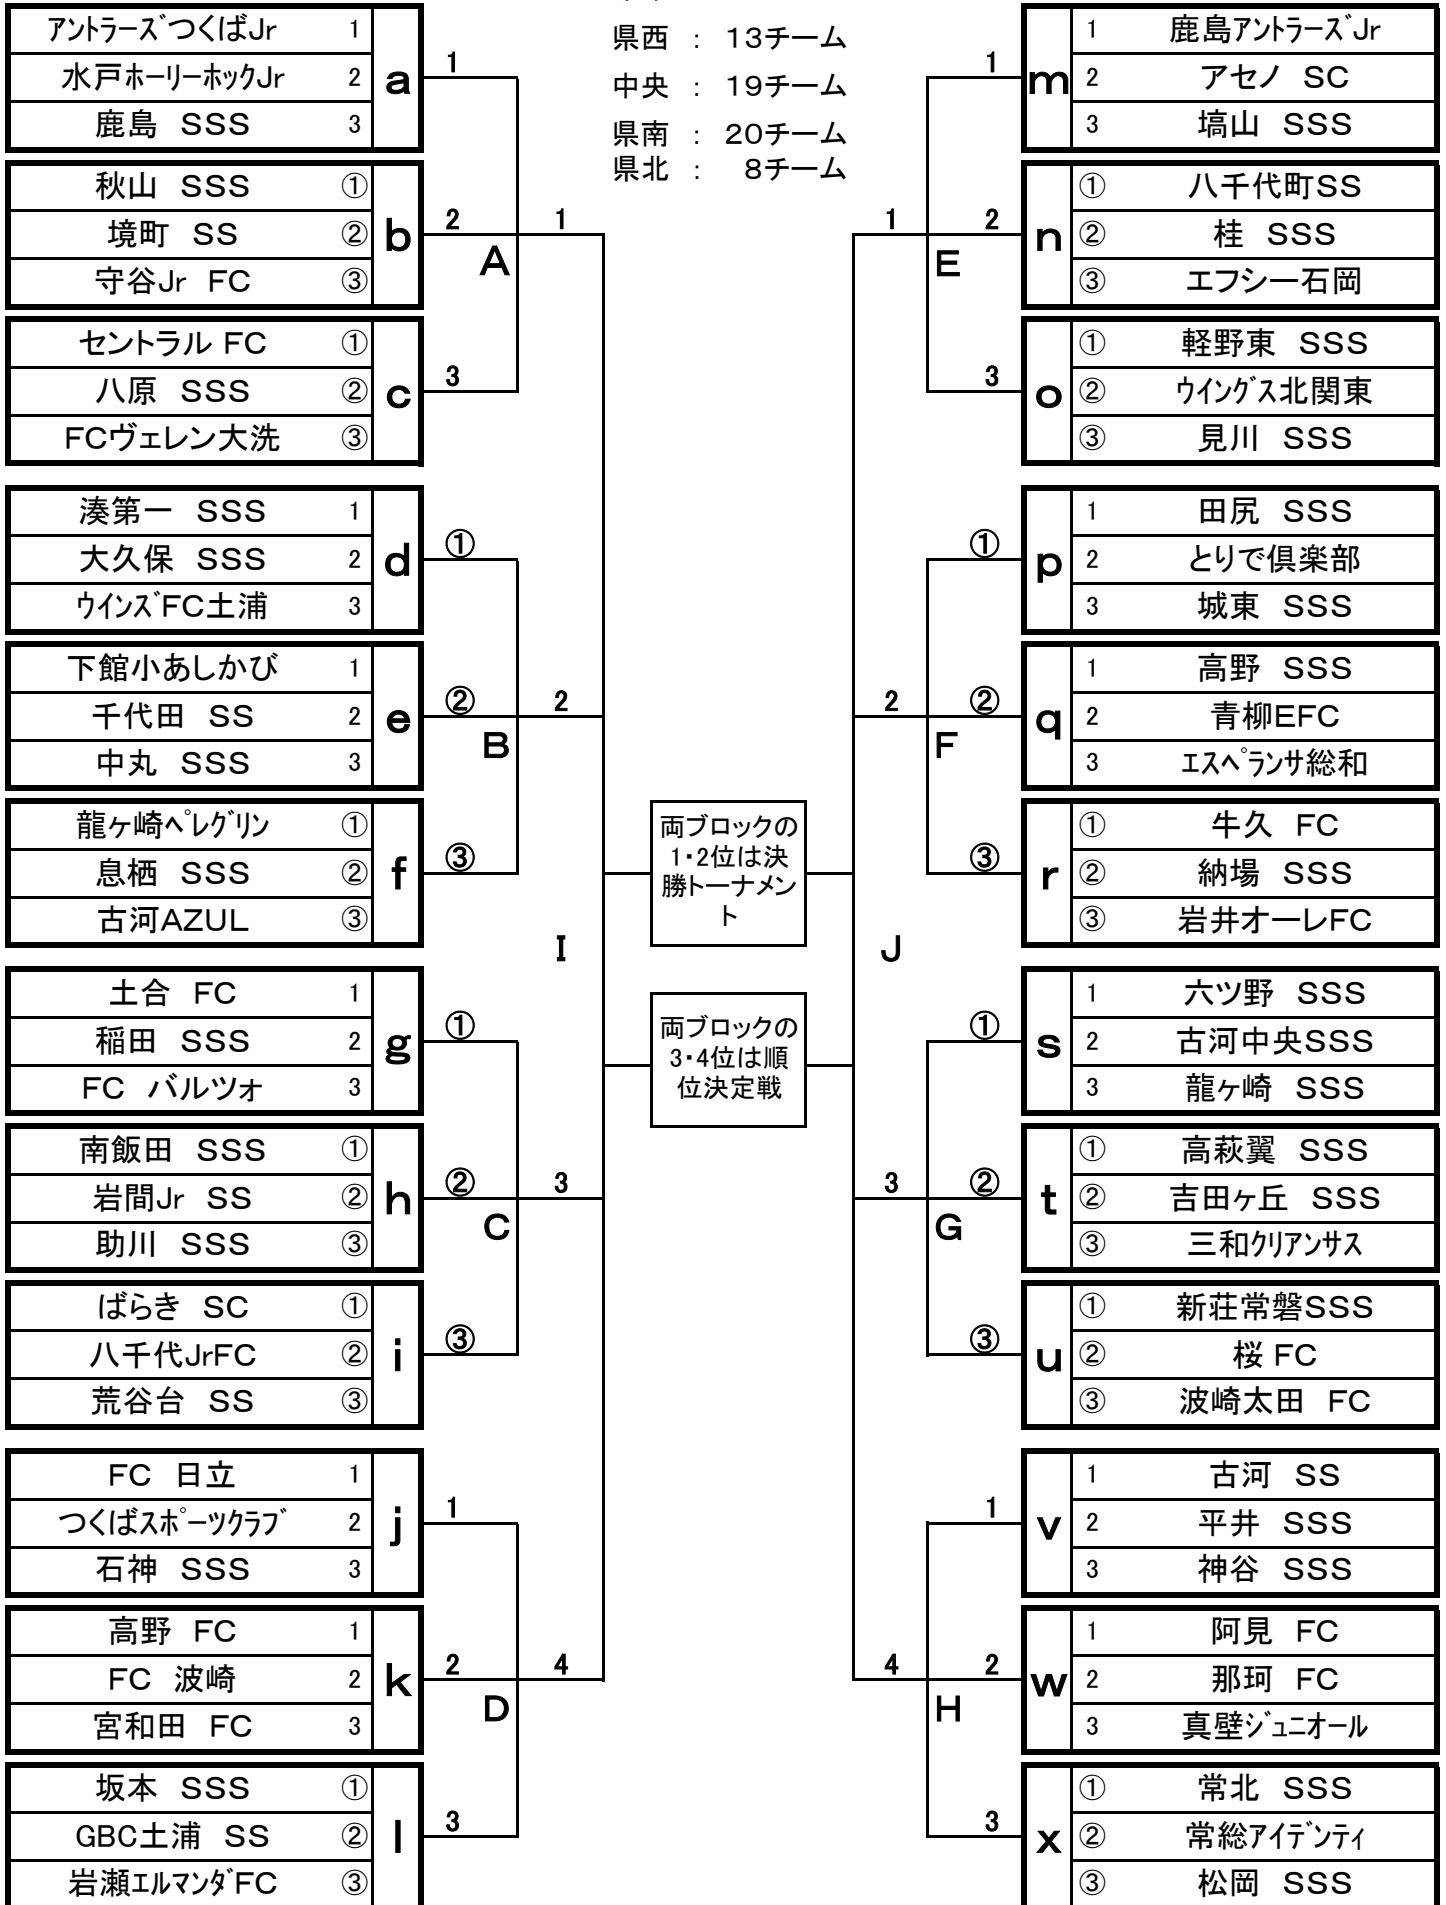 県西 : 13チーム
中央 : 19チーム
県南 : 20チーム
県北 : 8チーム
アントラーズつくばJr 1
水戸ホーリーホックJr 2
鹿島 SSS 3
a
1
秋山 SSS ①
境町 SS ②
守谷Jr FC ③
b
2
A
1
セントラル FC ①
八原 SSS ②
FCヴェレン大洗 ③
c
3
湊第一 SSS 1
大久保 SSS 2
ウインズFC土浦 3
d
①
下館小あしかび 1
千代田 SS 2
中丸 SSS 3
e
②
B
2
龍ヶ崎ペレグリン ①
息栖 SSS ②
古河AZUL ③
f
③
I
土合 FC 1
稲田 SSS 2
FC バルツォ 3
g
①
南飯田 SSS ①
岩間Jr SS ②
助川 SSS ③
h
②
C
3
ばらき SC ①
八千代JrFC ②
荒谷台 SS ③
i
③
FC 日立 1
つくばスポーツクラブ 2
石神 SSS 3
j
1
高野 FC 1
FC 波崎 2
宮和田 FC 3
k
2
D
4
坂本 SSS ①
GBC土浦 SS ②
岩瀬エルマンダFC ③
l
3
両ブロックの
1・2位は決
勝トーナメン
ト
両ブロックの
3・4位は順
位決定戦
1
m
1 鹿島アントラーズJr
2 アセノ SC
3 塙山 SSS
1
E
2
n
① 八千代町SS
② 桂 SSS
③ エフシー石岡
3
o
① 軽野東 SSS
② ウイングス北関東
③ 見川 SSS
①
p
1 田尻 SSS
2 とりで倶楽部
3 城東 SSS
2
F
②
q
1 高野 SSS
2 青柳EFC
3 エスペランサ総和
③
r
① 牛久 FC
② 納場 SSS
③ 岩井オーレFC
J
①
s
1 六ツ野 SSS
2 古河中央SSS
3 龍ヶ崎 SSS
3
G
②
t
① 高萩翼 SSS
② 吉田ヶ丘 SSS
③ 三和クリアンサス
③
u
① 新荘常磐SSS
② 桜 FC
③ 波崎太田 FC
1
v
1 古河 SS
2 平井 SSS
3 神谷 SSS
4
H
2
w
1 阿見 FC
2 那珂 FC
3 真壁ジュニオール
3
x
① 常北 SSS
② 常総アイデンティ
③ 松岡 SSS